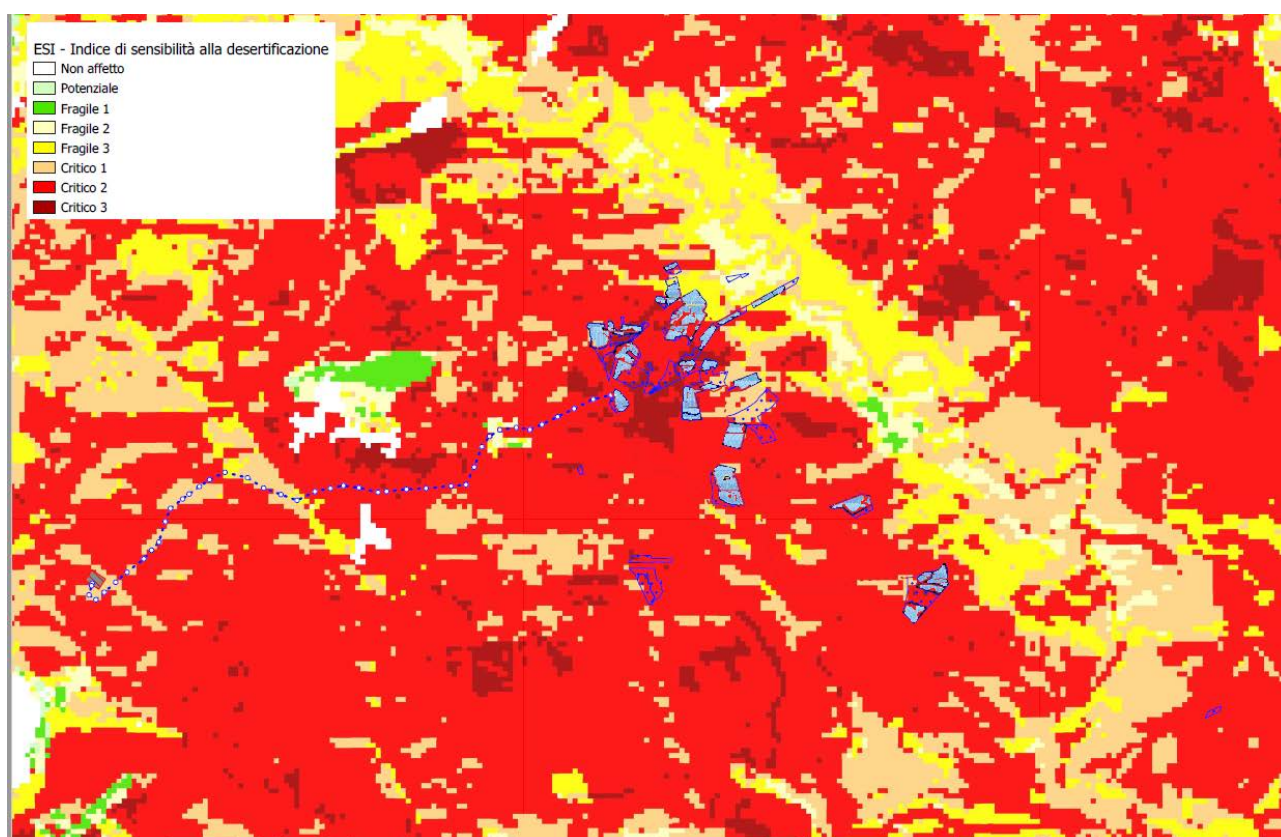 ESI - Indice di sensibilità alla desertificazione
Non affetto
Potenziale
Fragile 1
Fragile 2
Fragile 3
Critico 1
Critico 2
Critico 3